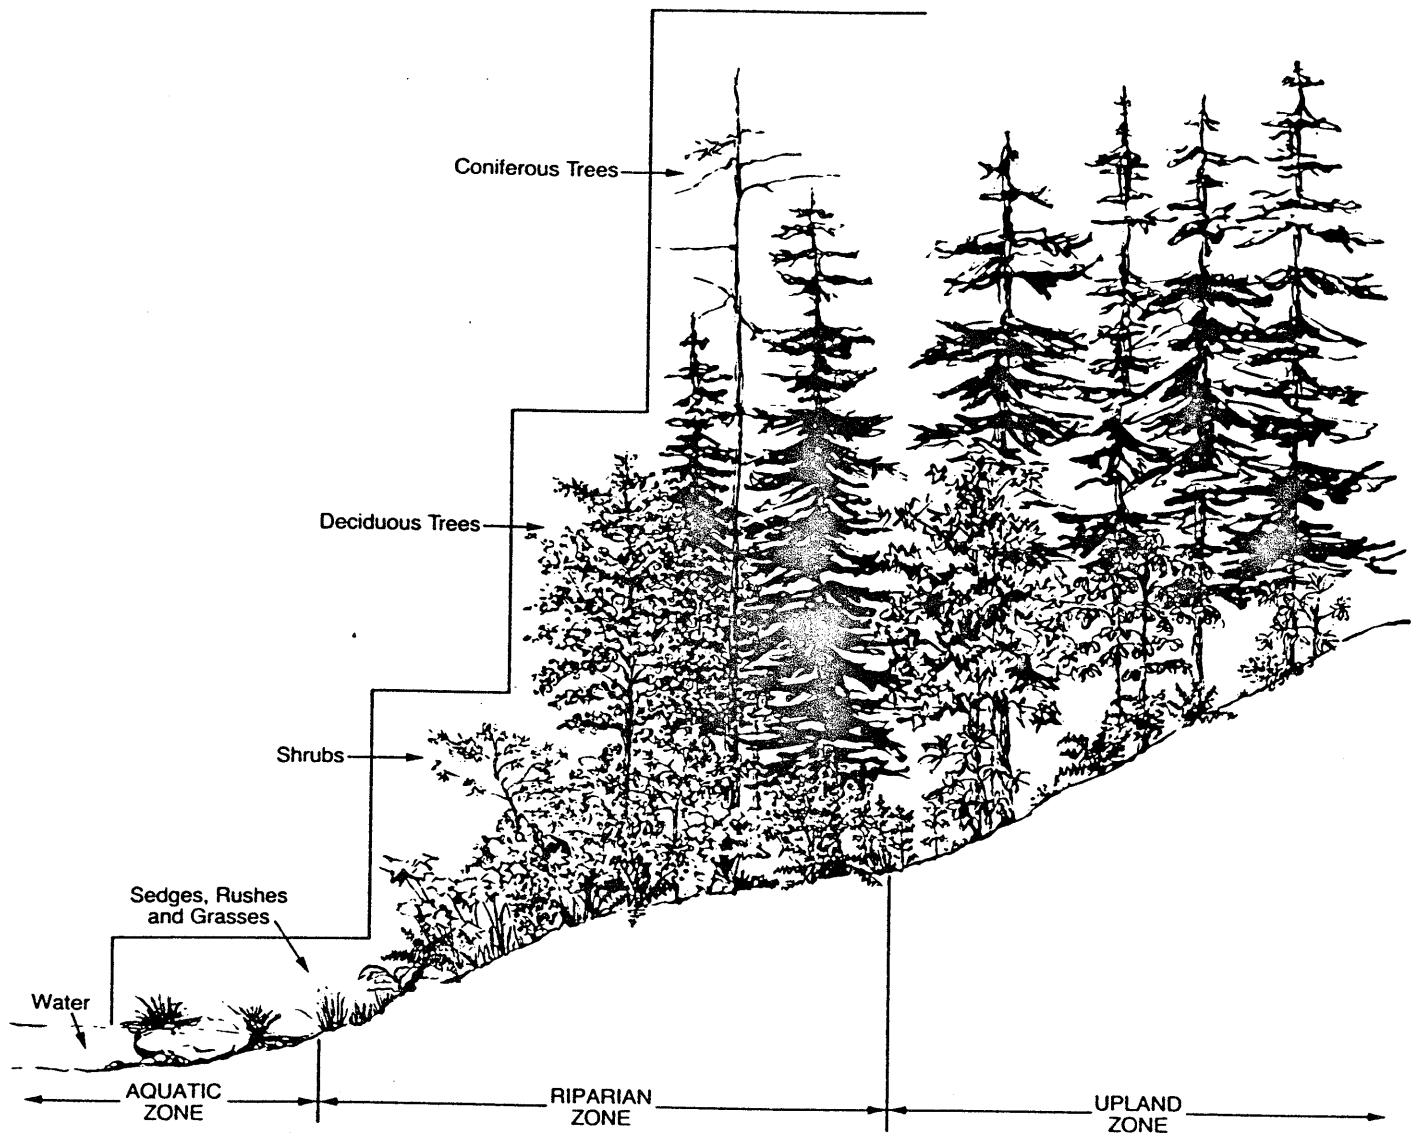 Coniferous Trees
Deciduous Trees
Shrubs
Sedges, Rushes
and Grasses
Water
AQUATIC
ZONE
RIPARIAN
ZONE
UPLAND
ZONE